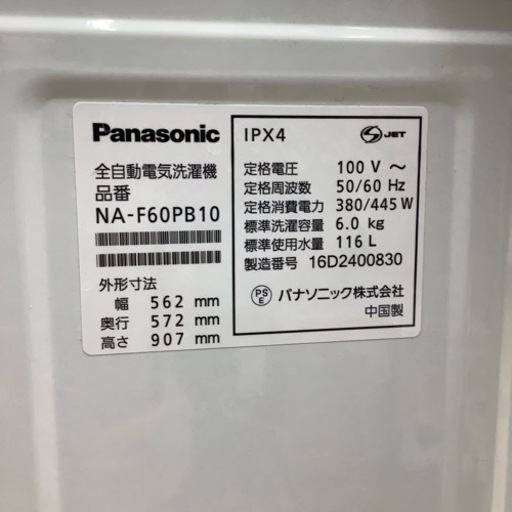 Panasonic
全自動電気洗濯機
品番
NA-F60PB10
外形寸法
幅 562 mm
奥行 572 mm
高さ 907 mm
IPX4
S JET
定格電圧 100 V ～
定格周波数 50/60 Hz
定格消費電力 380/445 W
標準洗濯容量 6.0 kg
標準使用水量 116 L
製造番号 16D2400830
PS E パナソニック株式会社
中国製